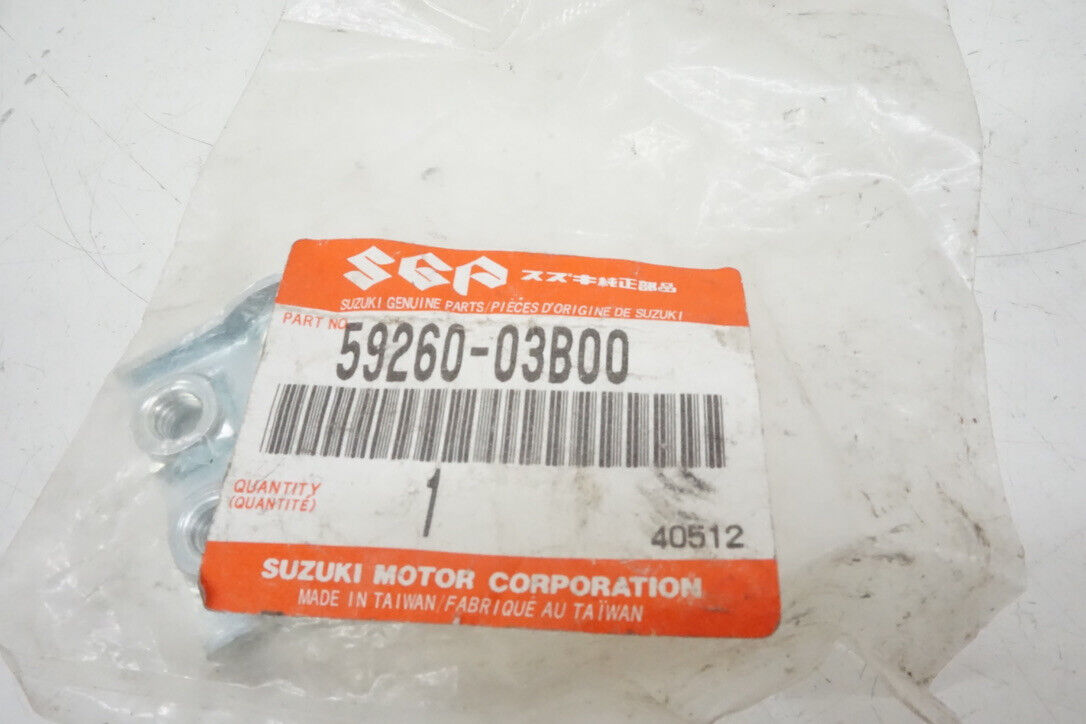 SGP スズキ純正部品
SUZUKI GENUINE PARTS/PIÈCES D'ORIGINE DE SUZUKI
PART NO.
59260-03B00
QUANTITY
(QUANTITÉ)
1
40512
SUZUKI MOTOR CORPORATION
MADE IN TAIWAN/FABRIQUÉ AU TAÏWAN